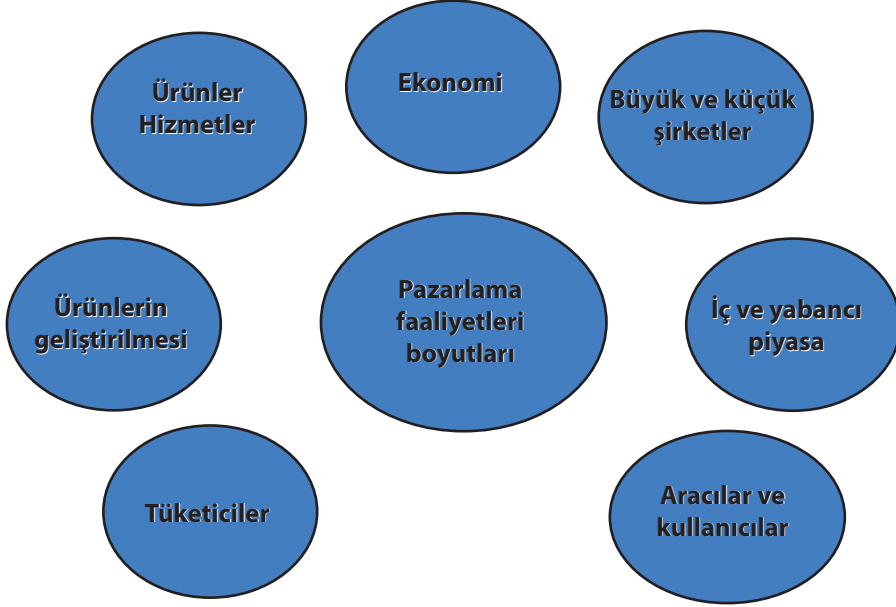 Ekonomi
Ürünler
Hizmetler
Büyük ve küçük
şirketler
Pazarlama
faaliyetleri
boyutları
Ürünlerin
geliştirilmesi
İç ve yabancı
piyasa
Tüketiciler
Aracılar ve
kullanıcılar